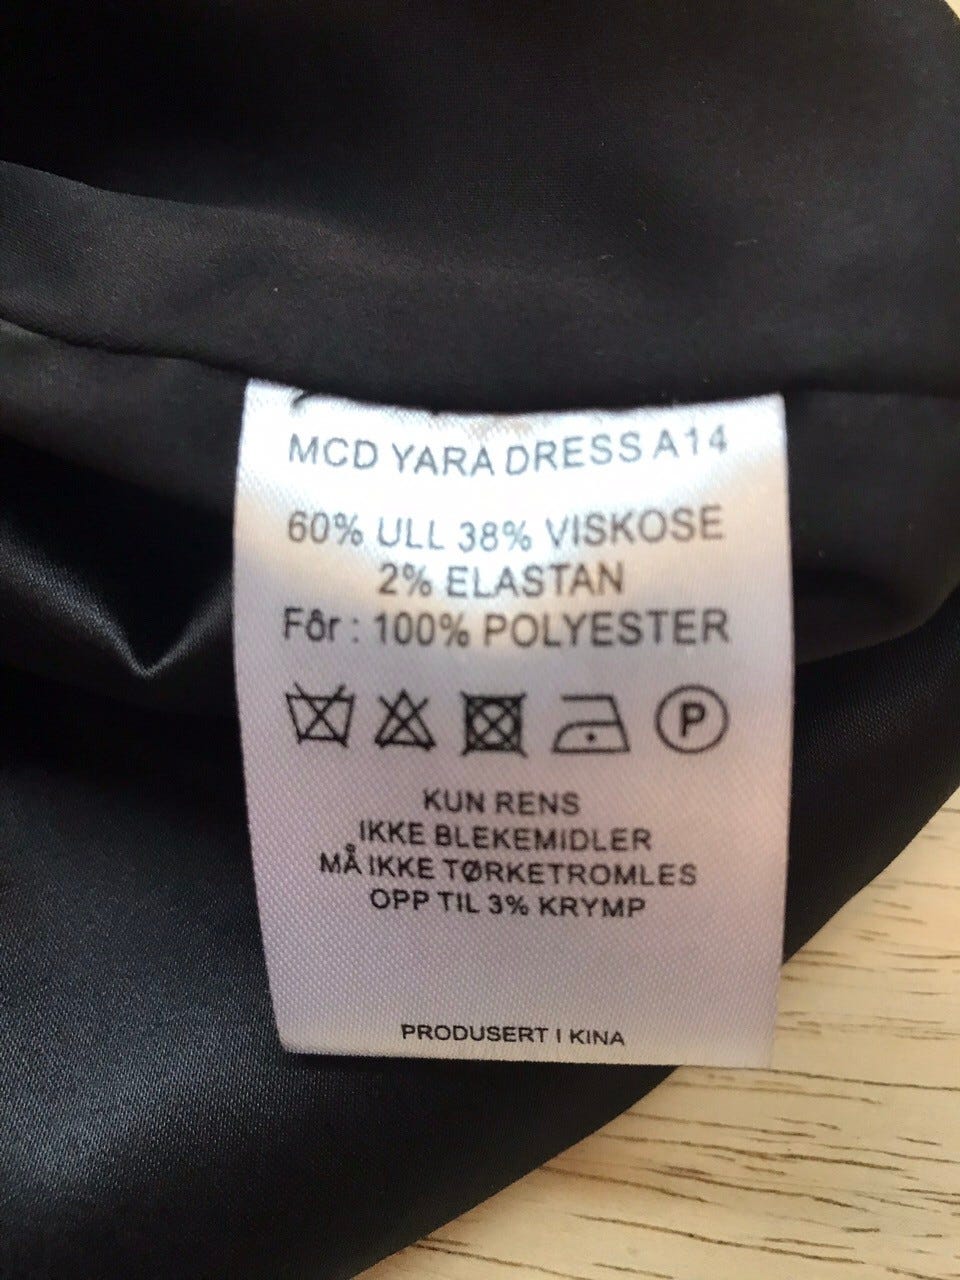 MCD YARA DRESS A14
60% ULL 38% VISKOSE
2% ELASTAN
Fôr : 100% POLYESTER
P
KUN RENS
IKKE BLEKEMIDLER
MÅ IKKE TØRKETROMLES
OPP TIL 3% KRYMP
PRODUSERT I KINA